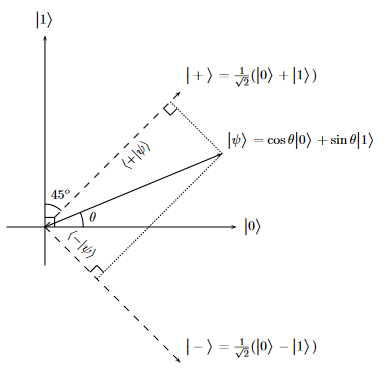 |1⟩
|+⟩ = 1/√2(|0⟩ + |1⟩)
|ψ⟩ = cos θ|0⟩ + sin θ|1⟩
⟨+|ψ⟩
45°
θ
|0⟩
⟨−|ψ⟩
|−⟩ = 1/√2(|0⟩ − |1⟩)